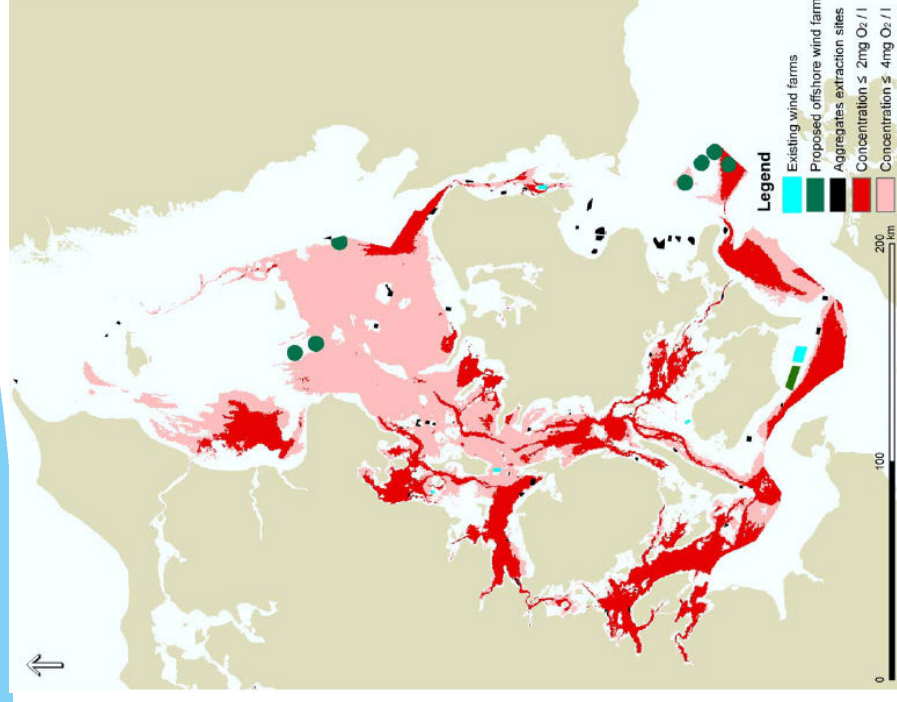 Legend
Existing wind farms
Proposed offshore wind farm
Aggregates extraction sites
Concentration ≤ 2mg O₂ / l
Concentration ≤ 4mg O₂ / l
0
100
200
km